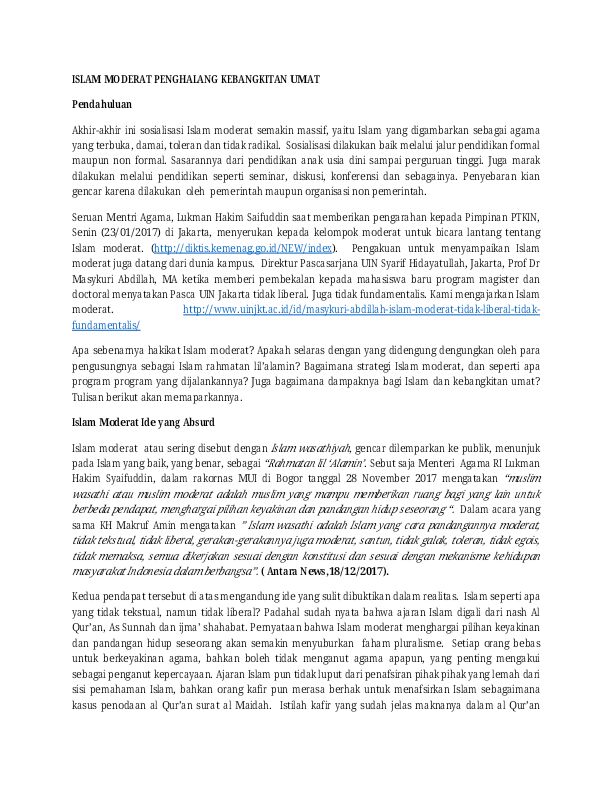 ISLAM MODERAT PENGHALANG KEBANGKITAN UMAT
Pendahuluan
Akhir-akhir ini sosialisasi Islam moderat semakin massif, yaitu Islam yang digambarkan sebagai agama
yang terbuka, damai, toleran dan tidak radikal. Sosialisasi dilakukan baik melalui jalur pendidikan formal
maupun non formal. Sasarannya dari pendidikan anak usia dini sampai perguruan tinggi. Juga marak
dilakukan melalui pendidikan seperti seminar, diskusi, konferensi dan sebagainya. Penyebaran kian
gencar karena dilakukan oleh pemerintah maupun organisasi non pemerintah.
Seruan Mentri Agama, Lukman Hakim Saifuddin saat memberikan pengarahan kepada Pimpinan PTKIN,
Senin (23/01/2017) di Jakarta, menyerukan kepada kelompok moderat untuk bicara lantang tentang
Islam moderat. (http://diktis.kemenag.go.id/NEW/index). Pengakuan untuk menyampaikan Islam
moderat juga datang dari dunia kampus. Direktur Pascasarjana UIN Syarif Hidayatullah, Jakarta, Prof Dr
Masykuri Abdillah, MA ketika memberi pembekalan kepada mahasiswa baru program magister dan
doctoral menyatakan Pasca UIN Jakarta tidak liberal. Juga tidak fundamentalis. Kami mengajarkan Islam
moderat. http://www.uinjkt.ac.id/id/masykuri-abdillah-islam-moderat-tidak-liberal-tidak-
fundamentalis/
Apa sebenarnya hakikat Islam moderat? Apakah selaras dengan yang didengung dengungkan oleh para
pengusungnya sebagai Islam rahmatan lil'alamin? Bagaimana strategi Islam moderat, dan seperti apa
program program yang dijalankannya? Juga bagaimana dampaknya bagi Islam dan kebangkitan umat?
Tulisan berikut akan memaparkannya.
Islam Moderat Ide yang Absurd
Islam moderat atau sering disebut dengan Islam wasathiyah, gencar dilemparkan ke publik, menunjuk
pada Islam yang baik, yang benar, sebagai "Rahmatan lil 'Alamin'. Sebut saja Menteri Agama RI Lukman
Hakim Syaifuddin, dalam rakornas MUI di Bogor tanggal 28 November 2017 mengatakan "muslim
wasathi atau muslim moderat adalah muslim yang mampu memberikan ruang bagi yang lain untuk
berbeda pendapat, menghargai pilihan keyakinan dan pandangan hidup seseorang ". Dalam acara yang
sama KH Makruf Amin mengatakan " Islam wasathi adalah Islam yang cara pandangannya moderat,
tidak tekstual, tidak liberal, gerakan-gerakannya juga moderat, santun, tidak galak, toleran, tidak egois,
tidak memaksa, semua dikerjakan sesuai dengan konstitusi dan sesuai dengan mekanisme kehidupan
masyarakat Indonesia dalam berbangsa". ( Antara News,18/12/2017).
Kedua pendapat tersebut di atas mengandung ide yang sulit dibuktikan dalam realitas. Islam seperti apa
yang tidak tekstual, namun tidak liberal? Padahal sudah nyata bahwa ajaran Islam digali dari nash Al
Qur'an, As Sunnah dan ijma' shahabat. Pernyataan bahwa Islam moderat menghargai pilihan keyakinan
dan pandangan hidup seseorang akan semakin menyuburkan faham pluralisme. Setiap orang bebas
untuk berkeyakinan agama, bahkan boleh tidak menganut agama apapun, yang penting mengakui
sebagai penganut kepercayaan. Ajaran Islam pun tidak luput dari penafsiran pihak pihak yang lemah dari
sisi pemahaman Islam, bahkan orang kafir pun merasa berhak untuk menafsirkan Islam sebagaimana
kasus penodaan al Qur'an surat al Maidah. Istilah kafir yang sudah jelas maknanya dalam al Qur'an